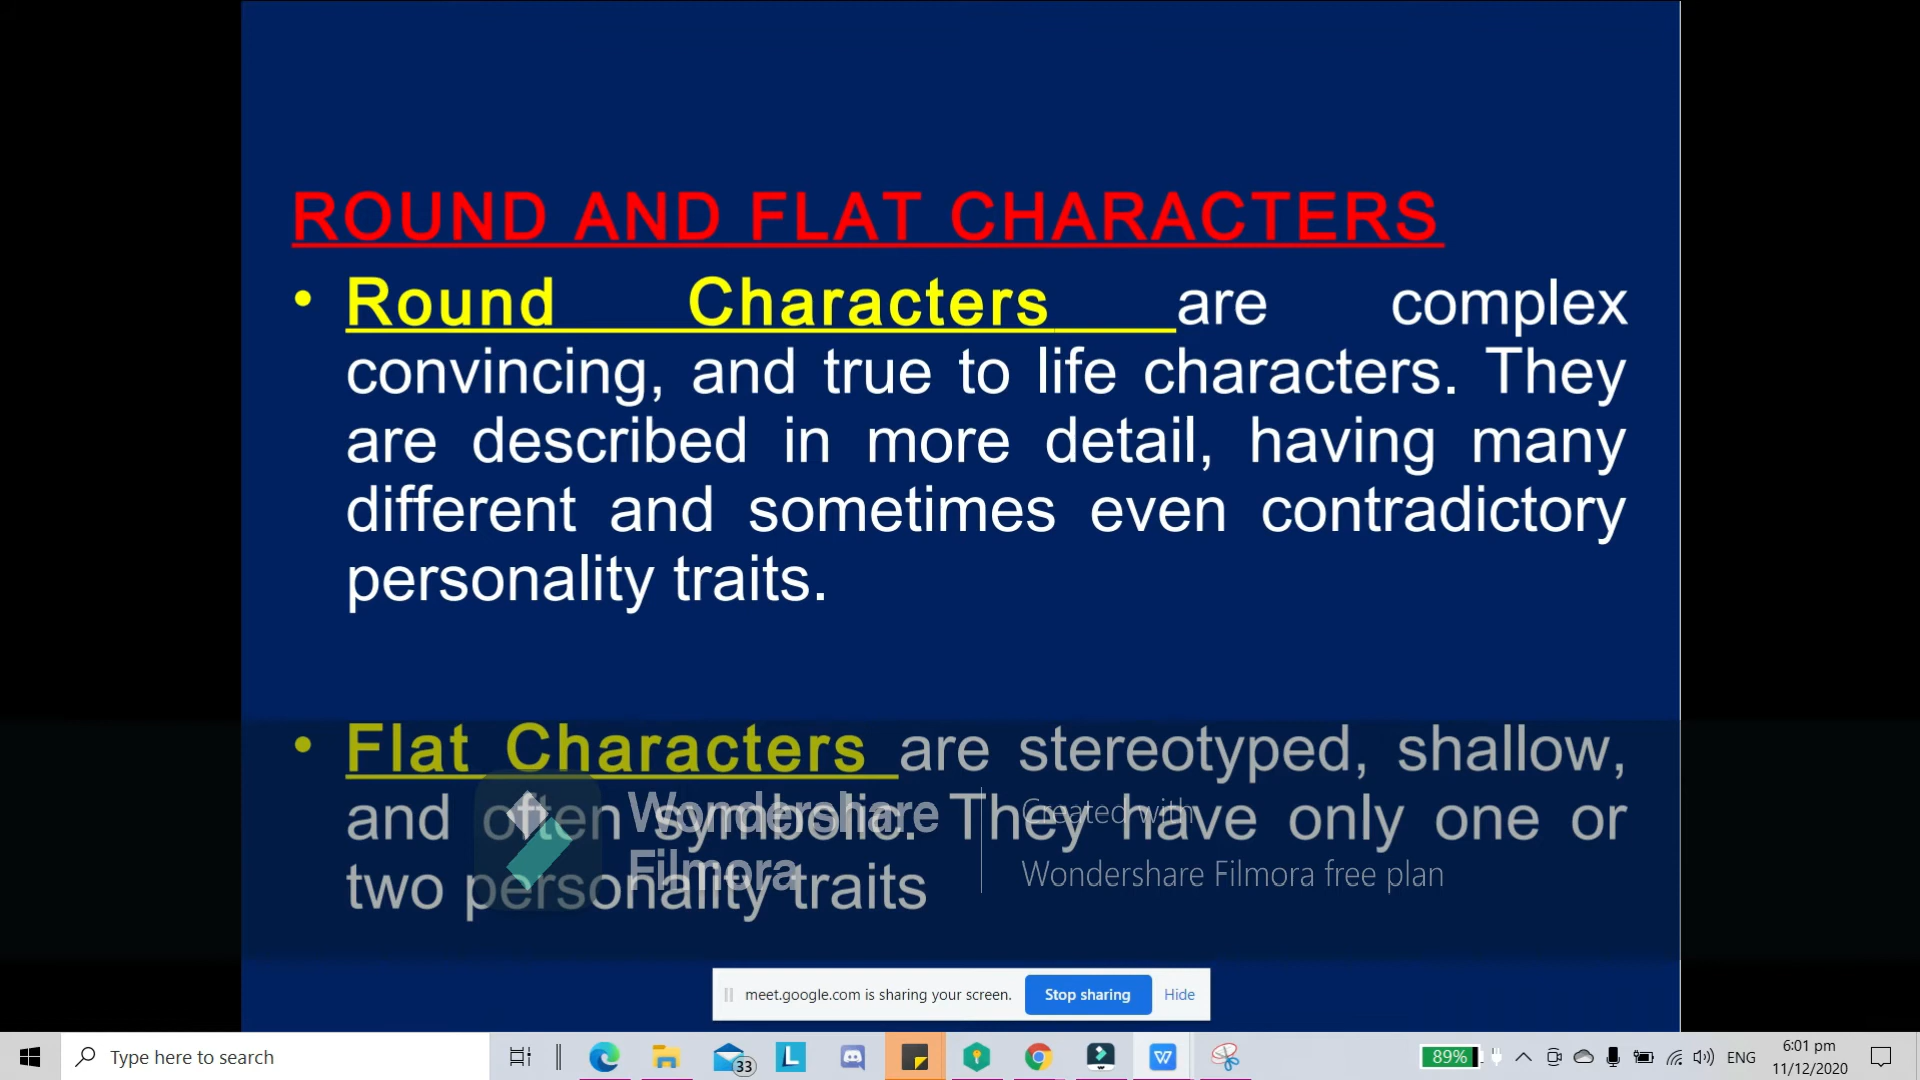 ROUND AND FLAT CHARACTERS
• Round Characters are complex
convincing, and true to life characters. They
are described in more detail, having many
different and sometimes even contradictory
personality traits.
• Flat Characters are stereotyped, shallow,
and often symbolic. They have only one or
two personality traits
Wondershare
Filmora
Created with
Wondershare Filmora free plan
meet.google.com is sharing your screen. Stop sharing Hide
Type here to search 33 L W 89% ENG
6:01 pm
11/12/2020